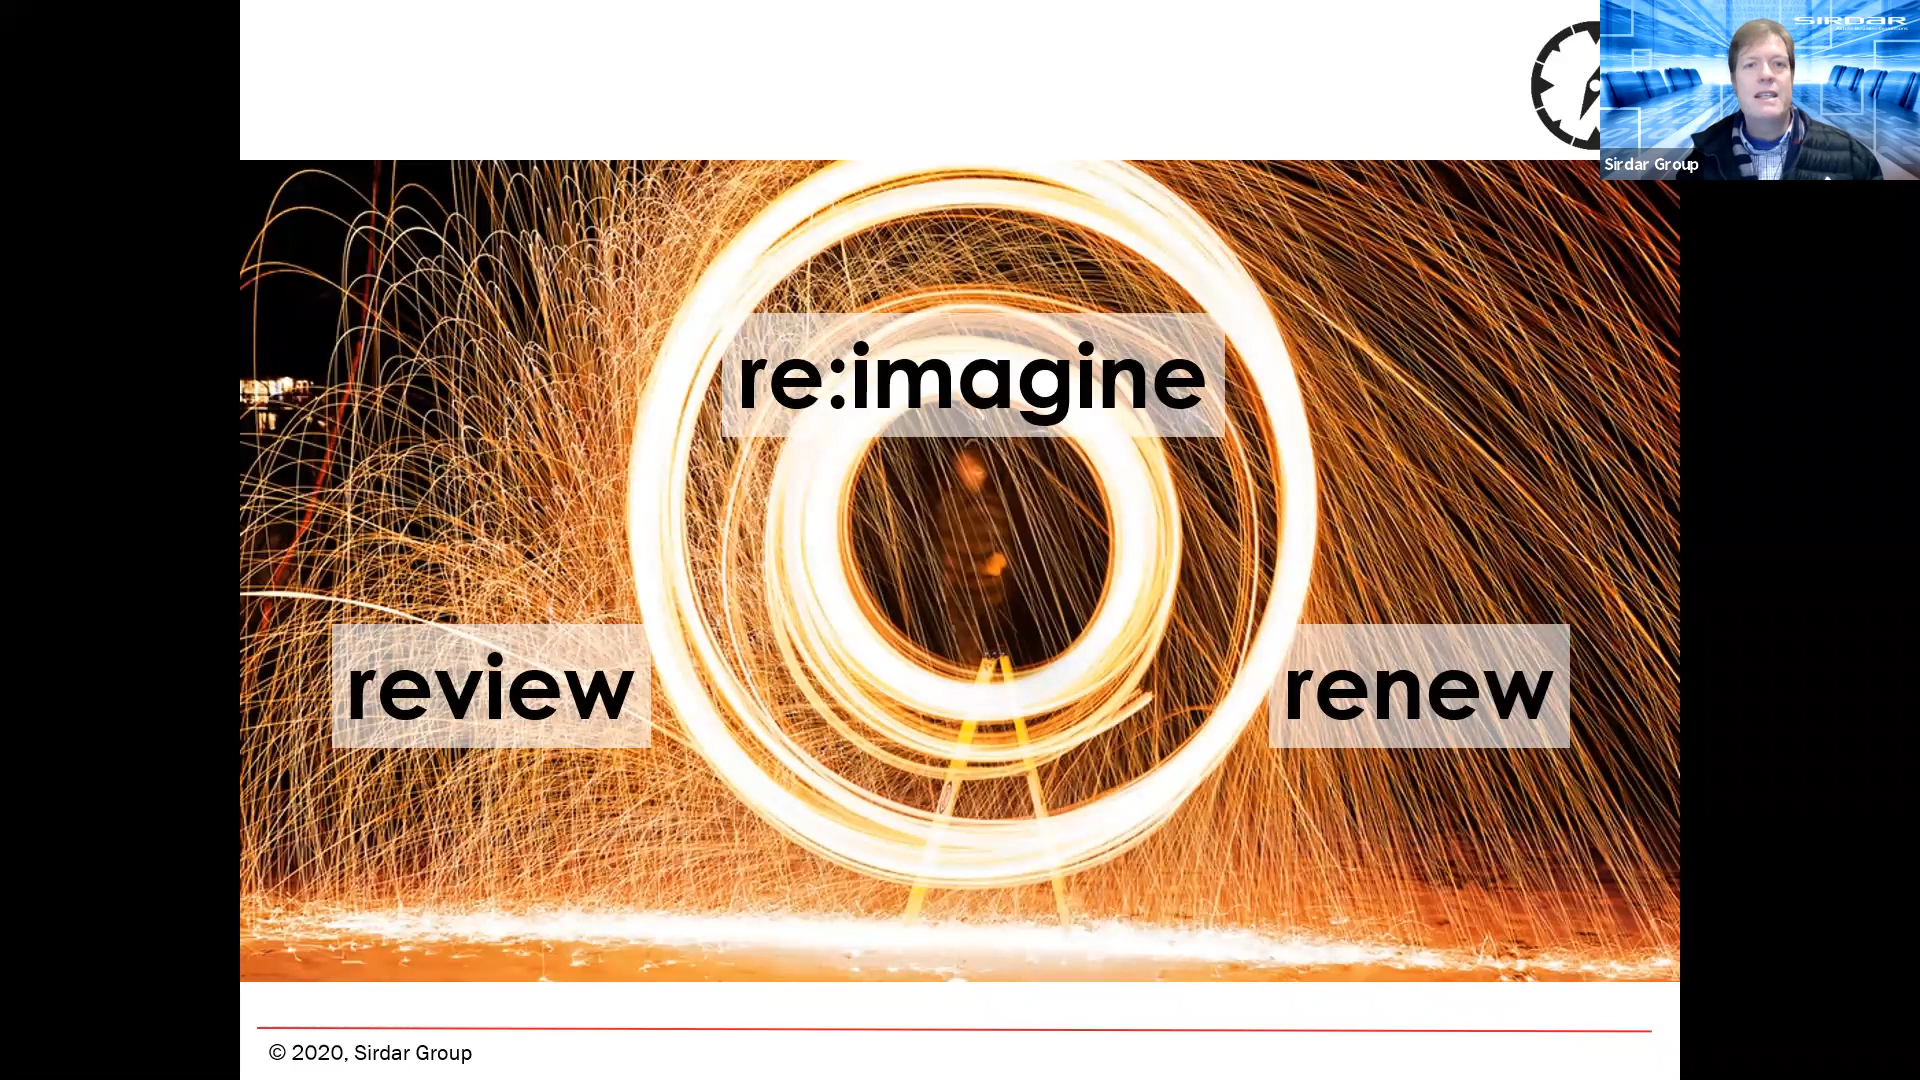 SIRDAR
Sirdar Group
re:imagine
review
renew
© 2020, Sirdar Group